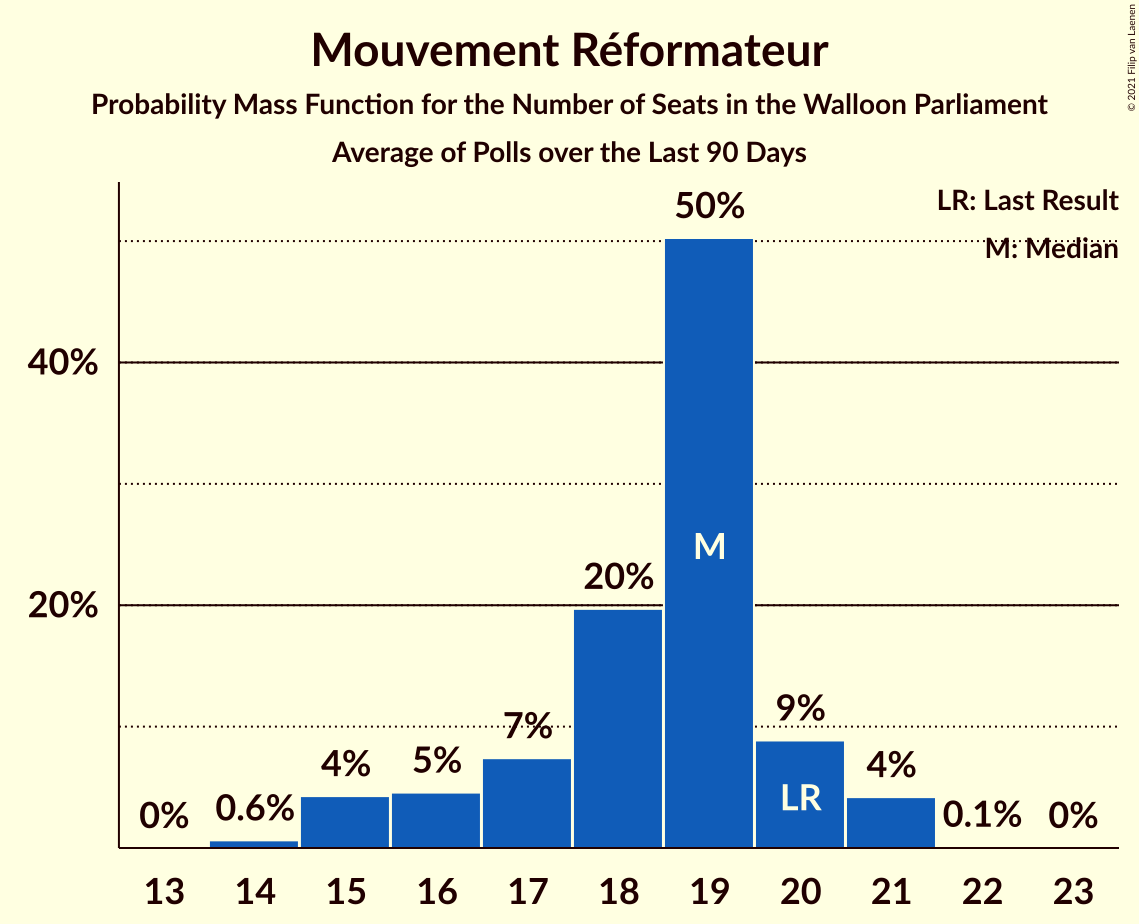 © 2021 Filip van Laenen
Mouvement Réformateur
Probability Mass Function for the Number of Seats in the Walloon Parliament
Average of Polls over the Last 90 Days
LR: Last Result
M: Median
50%
40%
M
20%
20%
9%
7%
LR
4%
5%
4%
0%
0.6%
0.1%
0%
13 14 15 16 17 18 19 20 21 22 23